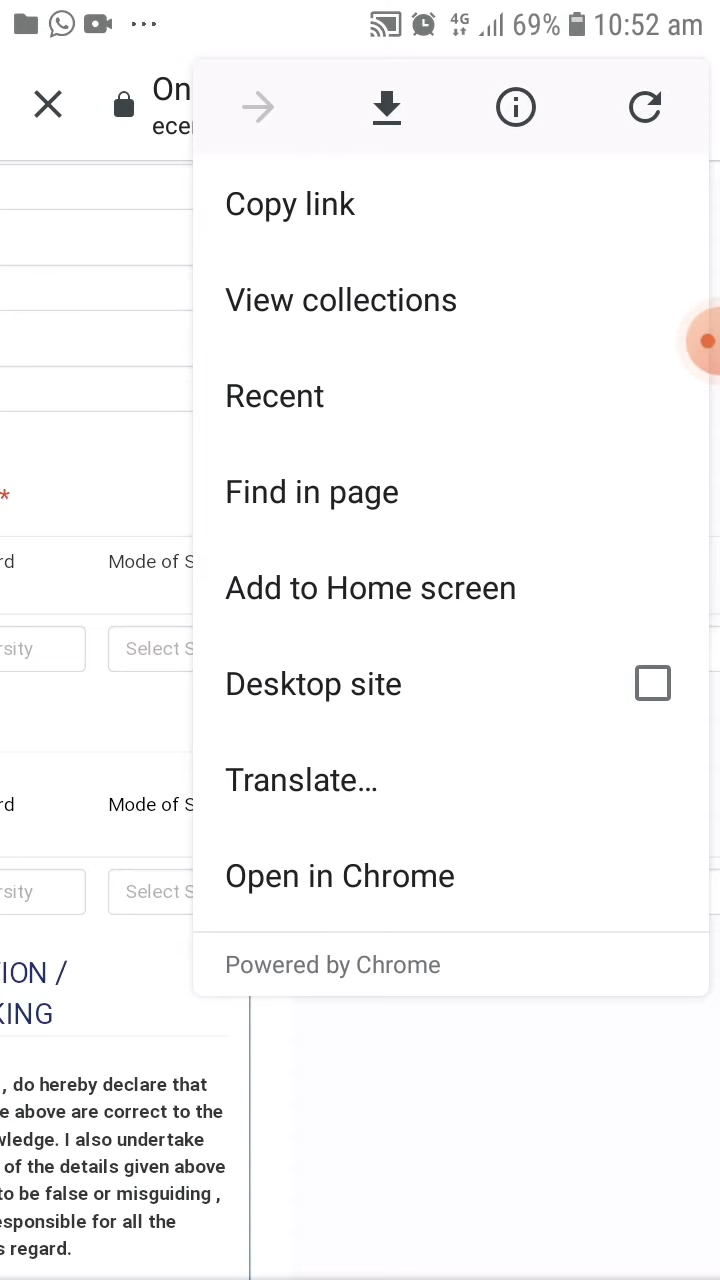 4G 69% 10:52 am
On
ecer
Copy link
View collections
Recent
Find in page
Add to Home screen
Desktop site
Translate...
Open in Chrome
Powered by Chrome
*
rd Mode of S
rsity Select S
rd Mode of S
rsity Select S
ION /
KING
, do hereby declare that
e above are correct to the
wledge. I also undertake
of the details given above
to be false or misguiding ,
esponsible for all the
s regard.